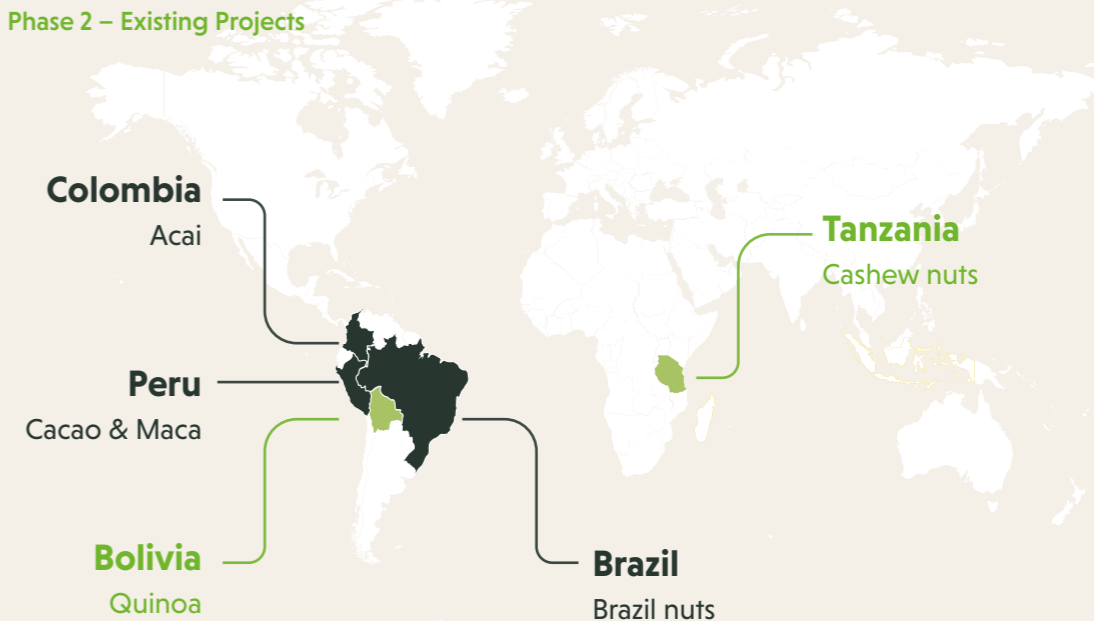 Phase 2 – Existing Projects
Colombia
Acai
Tanzania
Cashew nuts
Peru
Cacao & Maca
Bolivia
Quinoa
Brazil
Brazil nuts